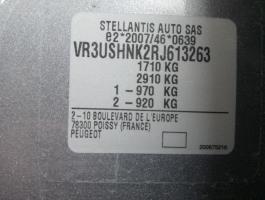 STELLANTIS AUTO SAS
e2*2007/46*0639
VR3USHNK2RJ613263
1710 KG
2910 KG
1 -970 KG
2 -920 KG
2-10 BOULEVARD DE L'EUROPE
78300 POISSY (FRANCE)
PEUGEOT